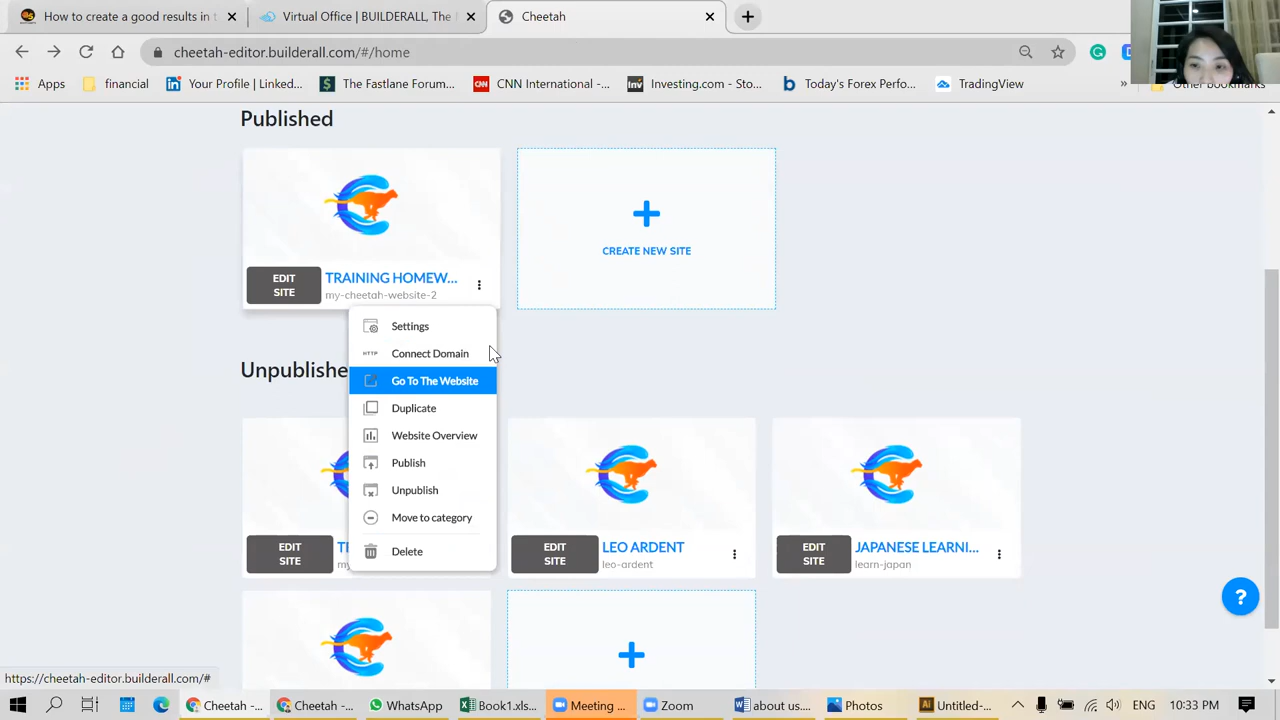 How to create a good results in t
Virtual Office | BUILDERALL. THE
Cheetah
cheetah-editor.builderall.com/#/home
Apps
financial
Your Profile | LinkedI...
The Estlane Forum...
CNN International -...
Investing.com - Sto...
Today's Forex Perfo...
TradingView
»
Other bookmarks
Published
CREATE NEW SITE
EDIT SITE
TRAINING HOMEW...
my-cheetah-website-2
Settings
HTTP
Connect Domain
Go To The Website
Duplicate
Website Overview
Publish
Unpublish
Move to category
Delete
Unpublishe
EDIT SITE
EDIT SITE
LEO ARDENT
leo-ardent
EDIT SITE
JAPANESE LEARNI...
learn-japan
?
https://cheetah-editor.builderall.com/#
Cheetah -...
Cheetah -...
WhatsApp
Book1.xls...
Meeting ...
Zoom
about us...
Photos
Untitled-...
ENG
10:33 PM